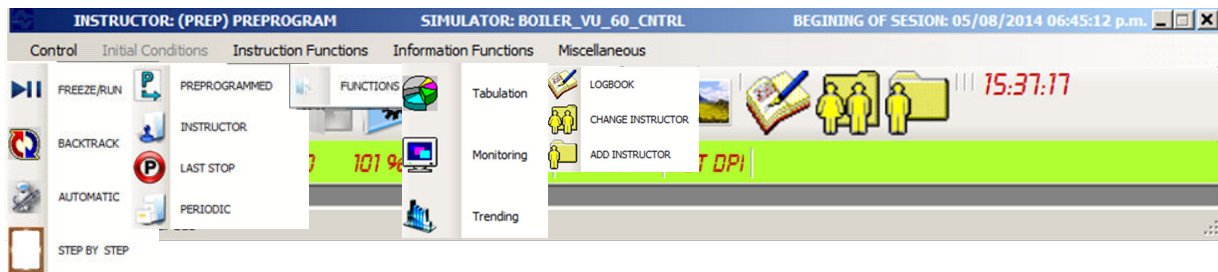 INSTRUCTOR: (PREP) PREPROGRAM SIMULATOR: BOILER_VU_60_CNTRL BEGINING OF SESION: 05/08/2014 06:45:12 p.m.
Control Initial Conditions Instruction Functions Information Functions Miscellaneous
FREEZE/RUN
BACKTRACK
AUTOMATIC
STEP BY STEP
PREPROGRAMMED
INSTRUCTOR
LAST STOP
PERIODIC
FUNCTIONS
Tabulation
Monitoring
Trending
LOGBOOK
CHANGE INSTRUCTOR
ADD INSTRUCTOR
15:37:17
101 %
T DPI